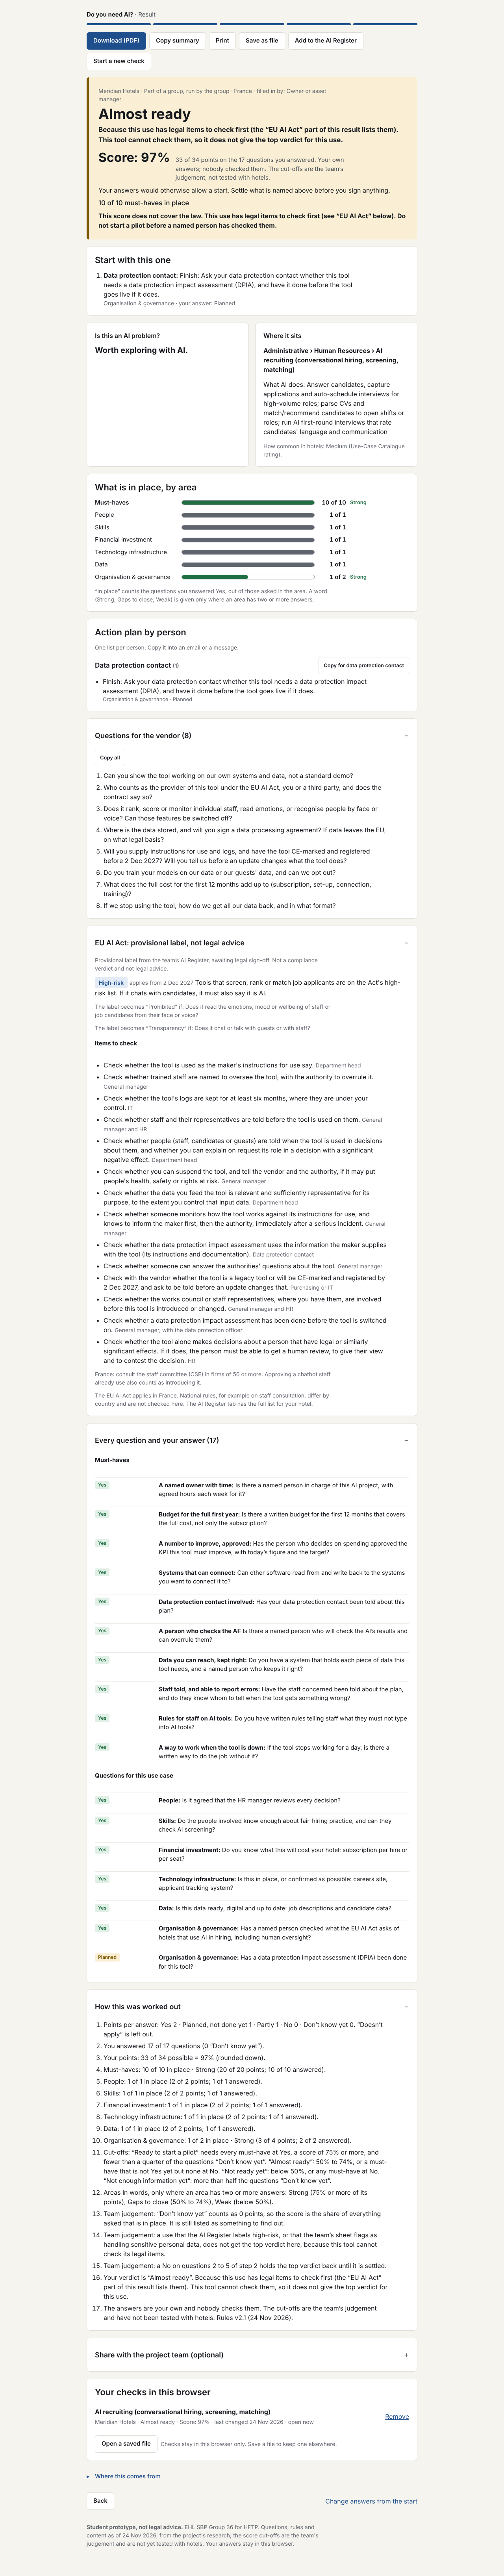 Do you need AI? · Result
Download (PDF)
Copy summary
Print
Save as file
Add to the AI Register
Start a new check
Meridian Hotels · Part of a group, run by the group · France · filled in by: Owner or asset
manager
Almost ready
Because this use has legal items to check first (the “EU AI Act” part of this result lists them).
This tool cannot check them, so it does not give the top verdict for this use.
Score: 97%
33 of 34 points on the 17 questions you answered. Your own
answers; nobody checked them. The cut-offs are the team's
judgement, not tested with hotels.
Your answers would otherwise allow a start. Settle what is named above before you sign anything.
10 of 10 must-haves in place
This score does not cover the law. This use has legal items to check first (see “EU AI Act” below). Do
not start a pilot before a named person has checked them.
Start with this one
1. Data protection contact: Finish: Ask your data protection contact whether this tool
needs a data protection impact assessment (DPIA), and have it done before the tool
goes live if it does.
Organisation & governance · your answer: Planned
Is this an AI problem?
Worth exploring with AI.
Where it sits
Administrative › Human Resources › AI
recruiting (conversational hiring, screening,
matching)
What AI does: Answer candidates, capture
applications and auto-schedule interviews for
high-volume roles; parse CVs and
match/recommend candidates to open shifts or
roles; run AI first-round interviews that rate
candidates' language and communication
How common in hotels: Medium (Use-Case Catalogue
rating).
What is in place, by area
Must-haves 10 of 10 Strong
People 1 of 1
Skills 1 of 1
Financial investment 1 of 1
Technology infrastructure 1 of 1
Data 1 of 1
Organisation & governance 1 of 2 Strong
“In place” counts the questions you answered Yes, out of those asked in the area. A word
(Strong, Gaps to close, Weak) is given only where an area has two or more answers.
Action plan by person
One list per person. Copy it into an email or a message.
Data protection contact (1)
Copy for data protection contact
• Finish: Ask your data protection contact whether this tool needs a data protection impact
assessment (DPIA), and have it done before the tool goes live if it does.
Organisation & governance · Planned
Questions for the vendor (8)
−
Copy all
1. Can you show the tool working on our own systems and data, not a standard demo?
2. Who counts as the provider of this tool under the EU AI Act, you or a third party, and does the
contract say so?
3. Does it rank, score or monitor individual staff, read emotions, or recognise people by face or
voice? Can those features be switched off?
4. Where is the data stored, and will you sign a data processing agreement? If data leaves the EU,
on what legal basis?
5. Will you supply instructions for use and logs, and have the tool CE-marked and registered
before 2 Dec 2027? Will you tell us before an update changes what the tool does?
6. Do you train your models on our data or our guests' data, and can we opt out?
7. What does the full cost for the first 12 months add up to (subscription, set-up, connection,
training)?
8. If we stop using the tool, how do we get all our data back, and in what format?
EU AI Act: provisional label, not legal advice
−
Provisional label from the team's AI Register, awaiting legal sign-off. Not a compliance
verdict and not legal advice.
High-risk applies from 2 Dec 2027 Tools that screen, rank or match job applicants are on the Act's high-
risk list. If it chats with candidates, it must also say it is AI.
The label becomes “Prohibited” if: Does it read the emotions, mood or wellbeing of staff or
job candidates from their face or voice?
The label becomes “Transparency” if: Does it chat or talk with guests or with staff?
Items to check
• Check whether the tool is used as the maker's instructions for use say. Department head
• Check whether trained staff are named to oversee the tool, with the authority to overrule it.
General manager
• Check whether the tool's logs are kept for at least six months, where they are under your
control. IT
• Check whether staff and their representatives are told before the tool is used on them. General
manager and HR
• Check whether people (staff, candidates or guests) are told when the tool is used in decisions
about them, and whether you can explain on request its role in a decision with a significant
negative effect. Department head
• Check whether you can suspend the tool, and tell the vendor and the authority, if it may put
people's health, safety or rights at risk. General manager
• Check whether the data you feed the tool is relevant and sufficiently representative for its
purpose, to the extent you control that input data. Department head
• Check whether someone monitors how the tool works against its instructions for use, and
knows to inform the maker first, then the authority, immediately after a serious incident. General
manager
• Check whether the data protection impact assessment uses the information the maker supplies
with the tool (its instructions and documentation). Data protection contact
• Check whether someone can answer the authorities' questions about the tool. General manager
• Check with the vendor whether the tool is a legacy tool or will be CE-marked and registered by
2 Dec 2027, and ask to be told before an update changes that. Purchasing or IT
• Check whether the works council or staff representatives, where you have them, are involved
before this tool is introduced or changed. General manager and HR
• Check whether a data protection impact assessment has been done before the tool is switched
on. General manager, with the data protection officer
• Check whether the tool alone makes decisions about a person that have legal or similarly
significant effects. If it does, the person must be able to get a human review, to give their view
and to contest the decision. HR
France: consult the staff committee (CSE) in firms of 50 or more. Approving a chatbot staff
already use also counts as introducing it.
The EU AI Act applies in France. National rules, for example on staff consultation, differ by
country and are not checked here. The AI Register tab has the full list for your hotel.
Every question and your answer (17)
−
Must-haves
Yes A named owner with time: Is there a named person in charge of this AI project, with
agreed hours each week for it?
Yes Budget for the full first year: Is there a written budget for the first 12 months that covers
the full cost, not only the subscription?
Yes A number to improve, approved: Has the person who decides on spending approved the
KPI this tool must improve, with today's figure and the target?
Yes Systems that can connect: Can other software read from and write back to the systems
you want to connect it to?
Yes Data protection contact involved: Has your data protection contact been told about this
plan?
Yes A person who checks the AI: Is there a named person who will check the AI's results and
can overrule them?
Yes Data you can reach, kept right: Do you have a system that holds each piece of data this
tool needs, and a named person who keeps it right?
Yes Staff told, and able to report errors: Have the staff concerned been told about the plan,
and do they know whom to tell when the tool gets something wrong?
Yes Rules for staff on AI tools: Do you have written rules telling staff what they must not type
into AI tools?
Yes A way to work when the tool is down: If the tool stops working for a day, is there a
written way to do the job without it?
Questions for this use case
Yes People: Is it agreed that the HR manager reviews every decision?
Yes Skills: Do the people involved know enough about fair-hiring practice, and can they
check AI screening?
Yes Financial investment: Do you know what this will cost your hotel: subscription per hire or
per seat?
Yes Technology infrastructure: Is this in place, or confirmed as possible: careers site,
applicant tracking system?
Yes Data: Is this data ready, digital and up to date: job descriptions and candidate data?
Yes Organisation & governance: Has a named person checked what the EU AI Act asks of
hotels that use AI in hiring, including human oversight?
Planned Organisation & governance: Has a data protection impact assessment (DPIA) been done
for this tool?
How this was worked out
−
1. Points per answer: Yes 2 · Planned, not done yet 1 · Partly 1 · No 0 · Don't know yet 0. “Doesn't
apply” is left out.
2. You answered 17 of 17 questions (0 “Don't know yet”).
3. Your points: 33 of 34 possible = 97% (rounded down).
4. Must-haves: 10 of 10 in place · Strong (20 of 20 points; 10 of 10 answered).
5. People: 1 of 1 in place (2 of 2 points; 1 of 1 answered).
6. Skills: 1 of 1 in place (2 of 2 points; 1 of 1 answered).
7. Financial investment: 1 of 1 in place (2 of 2 points; 1 of 1 answered).
8. Technology infrastructure: 1 of 1 in place (2 of 2 points; 1 of 1 answered).
9. Data: 1 of 1 in place (2 of 2 points; 1 of 1 answered).
10. Organisation & governance: 1 of 2 in place · Strong (3 of 4 points; 2 of 2 answered).
11. Cut-offs: “Ready to start a pilot” needs every must-have at Yes, a score of 75% or more, and
fewer than a quarter of the questions “Don't know yet”. “Almost ready”: 50% to 74%, or a must-
have that is not Yes yet but none at No. “Not ready yet”: below 50%, or any must-have at No.
“Not enough information yet”: more than half the questions “Don't know yet”.
12. Areas in words, only where an area has two or more answers: Strong (75% or more of its
points), Gaps to close (50% to 74%), Weak (below 50%).
13. Team judgement: “Don't know yet” counts as 0 points, so the score is the share of everything
asked that is in place. It is still listed as something to find out.
14. Team judgement: a use that the AI Register labels high-risk, or that the team's sheet flags as
handling sensitive personal data, does not get the top verdict here, because this tool cannot
check its legal items.
15. Team judgement: a No on questions 2 to 5 of step 2 holds the top verdict back until it is settled.
16. Your verdict is “Almost ready”. Because this use has legal items to check first (the “EU AI Act”
part of this result lists them). This tool cannot check them, so it does not give the top verdict for
this use.
17. The answers are your own and nobody checks them. The cut-offs are the team's judgement
and have not been tested with hotels. Rules v2.1 (24 Nov 2026).
Share with the project team (optional)
+
Your checks in this browser
AI recruiting (conversational hiring, screening, matching)
Meridian Hotels · Almost ready · Score: 97% · last changed 24 Nov 2026 · open now
Remove
Open a saved file
Checks stay in this browser only. Save a file to keep one elsewhere.
▸ Where this comes from
Back
Change answers from the start
Student prototype, not legal advice. EHL SBP Group 36 for HFTP. Questions, rules and
content as of 24 Nov 2026, from the project's research; the score cut-offs are the team's
judgement and are not yet tested with hotels. Your answers stay in this browser.